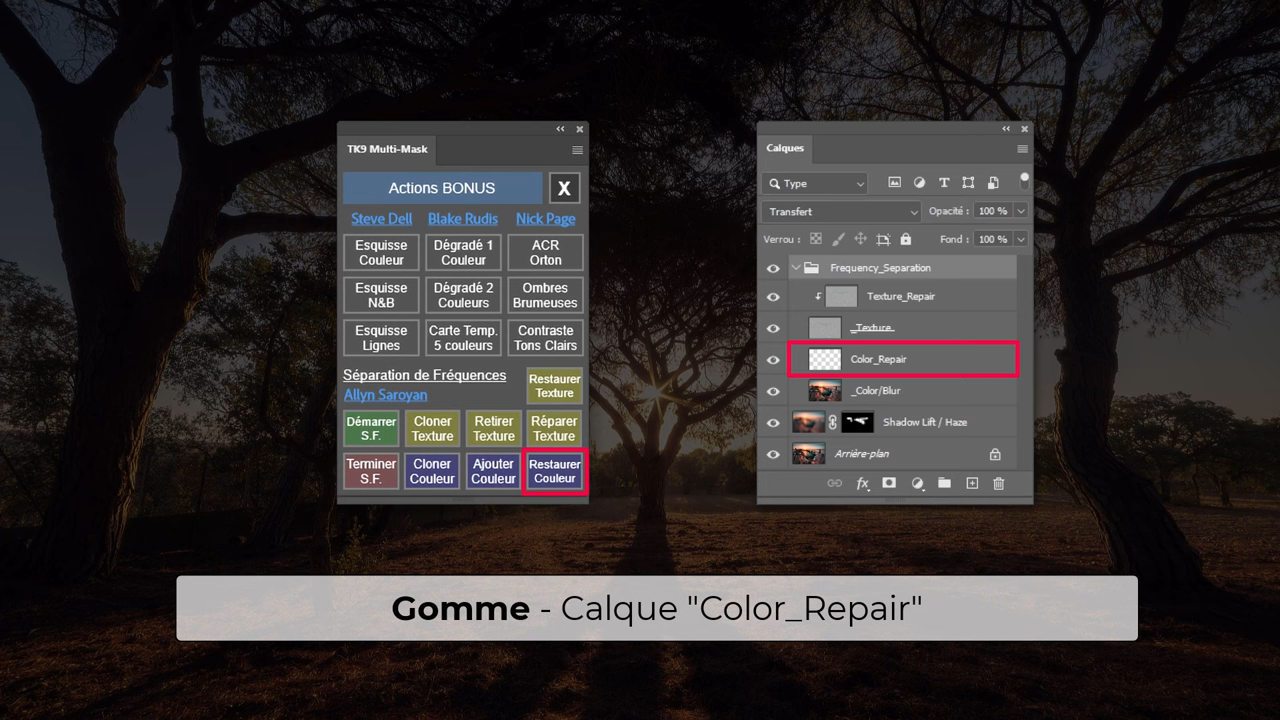 TK9 Multi-Mask
Actions BONUS
X
Steve Dell
Blake Rudis
Nick Page
Esquisse
Couleur
Dégradé 1
Couleur
ACR
Orton
Esquisse
N&B
Dégradé 2
Couleurs
Ombres
Brumeuses
Esquisse
Lignes
Carte Temp.
5 couleurs
Contraste
Tons Clairs
Séparation de Fréquences
Allyn Saroyan
Restaurer
Texture
Démarrer
S.F.
Cloner
Texture
Retirer
Texture
Réparer
Texture
Terminer
S.F.
Cloner
Couleur
Ajouter
Couleur
Restaurer
Couleur
Calques
Type
Transfert
Opacité : 100 %
Verrou :
Fond : 100 %
Frequency_Separation
Texture_Repair
_Texture_
Color_Repair
_Color/Blur
Shadow Lift / Haze
Arrière-plan
fx
Gomme - Calque "Color_Repair"